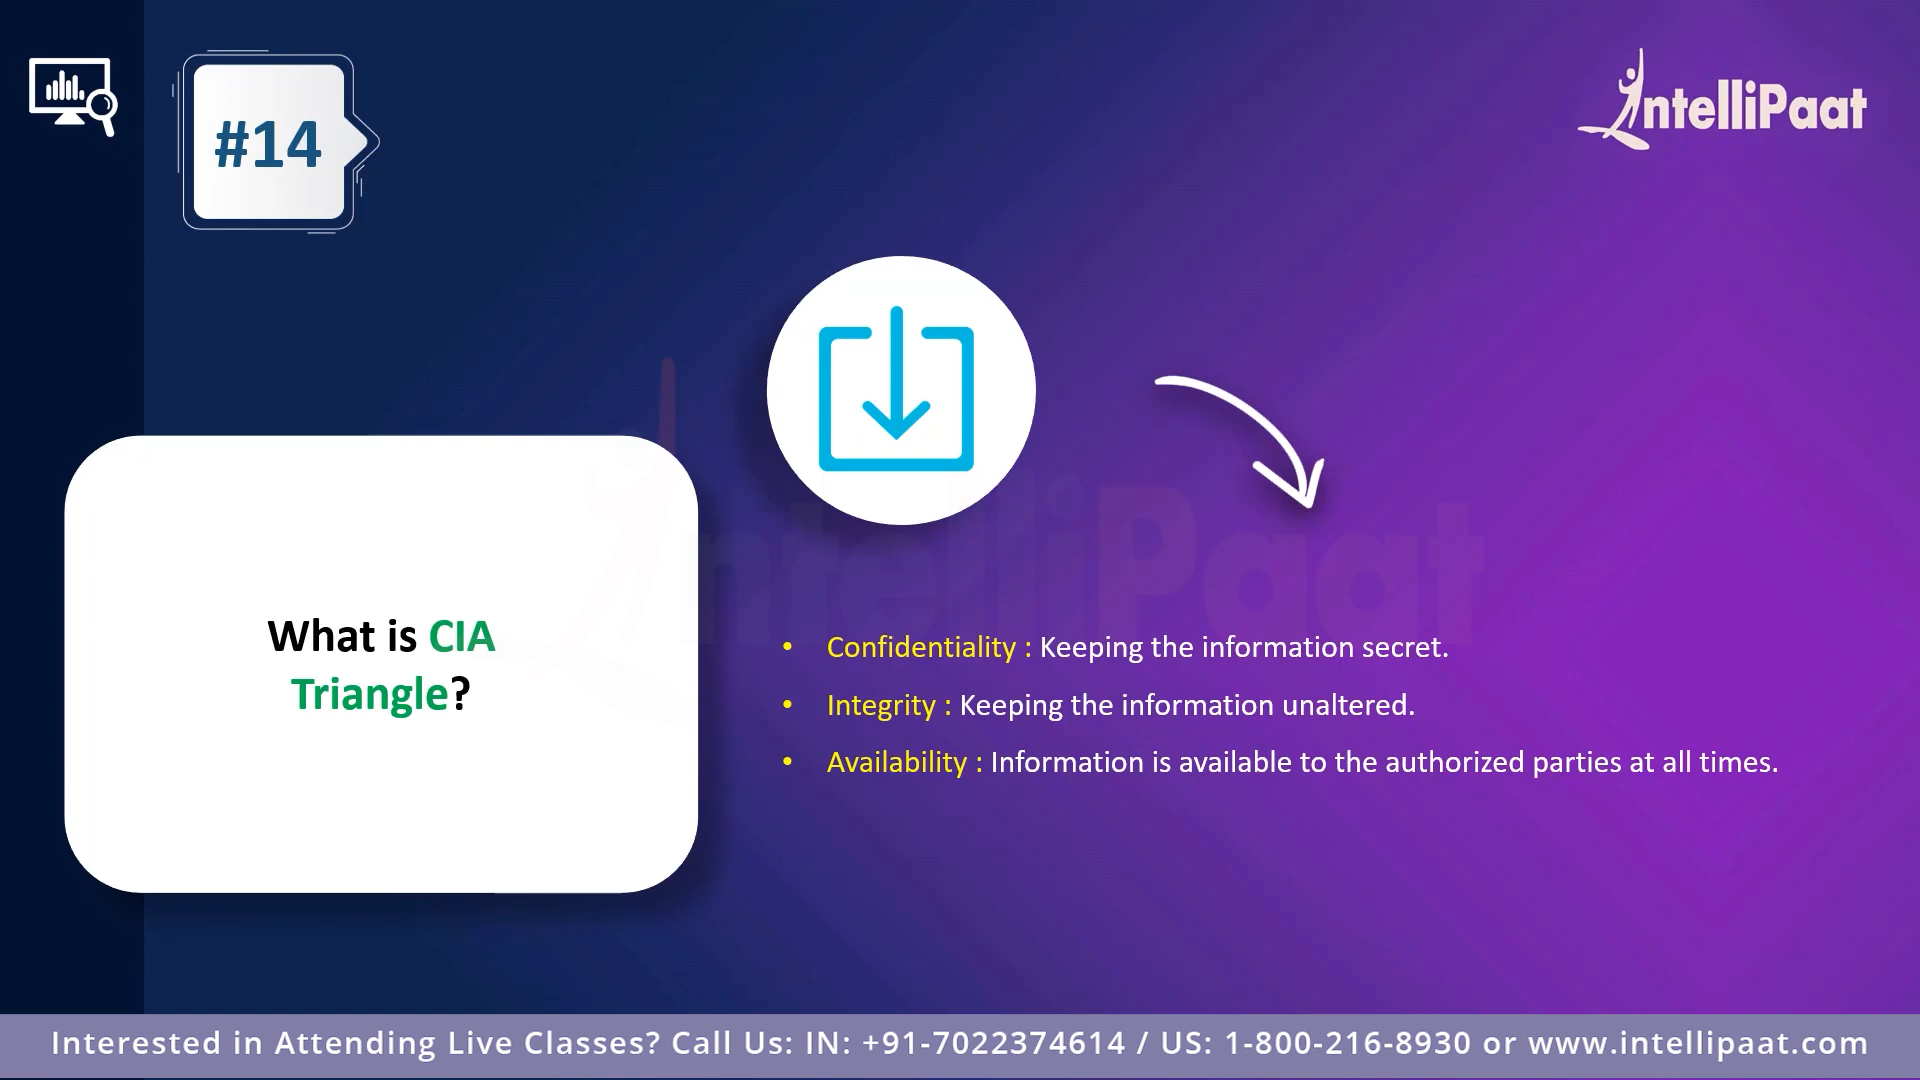 #14
IntelliPaat
What is CIA
Triangle?
• Confidentiality : Keeping the information secret.
• Integrity : Keeping the information unaltered.
• Availability : Information is available to the authorized parties at all times.
IntelliPaat
Interested in Attending Live Classes? Call Us: IN: +91-7022374614 / US: 1-800-216-8930 or www.intellipaat.com